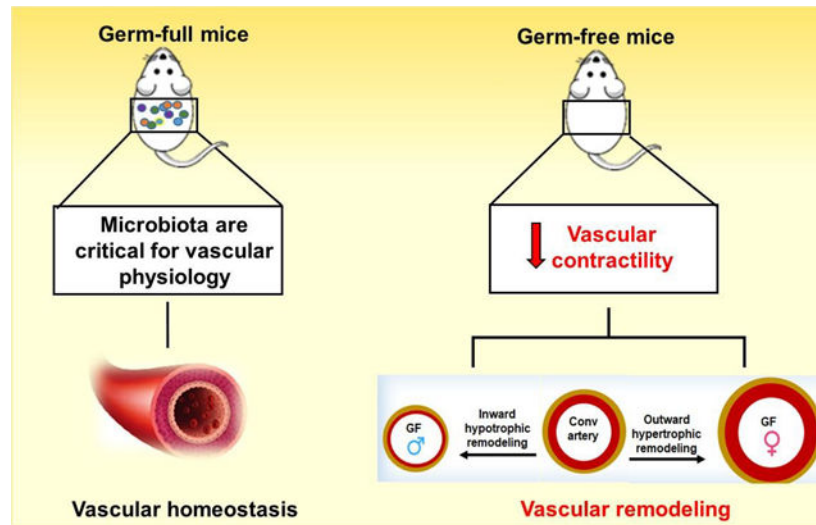 Germ-full mice
Germ-free mice
Microbiota are
critical for vascular
physiology
Vascular
contractility
GF
♂
Inward
hypotrophic
remodeling
Conv
artery
Outward
hypertrophic
remodeling
GF
♀
Vascular homeostasis
Vascular remodeling